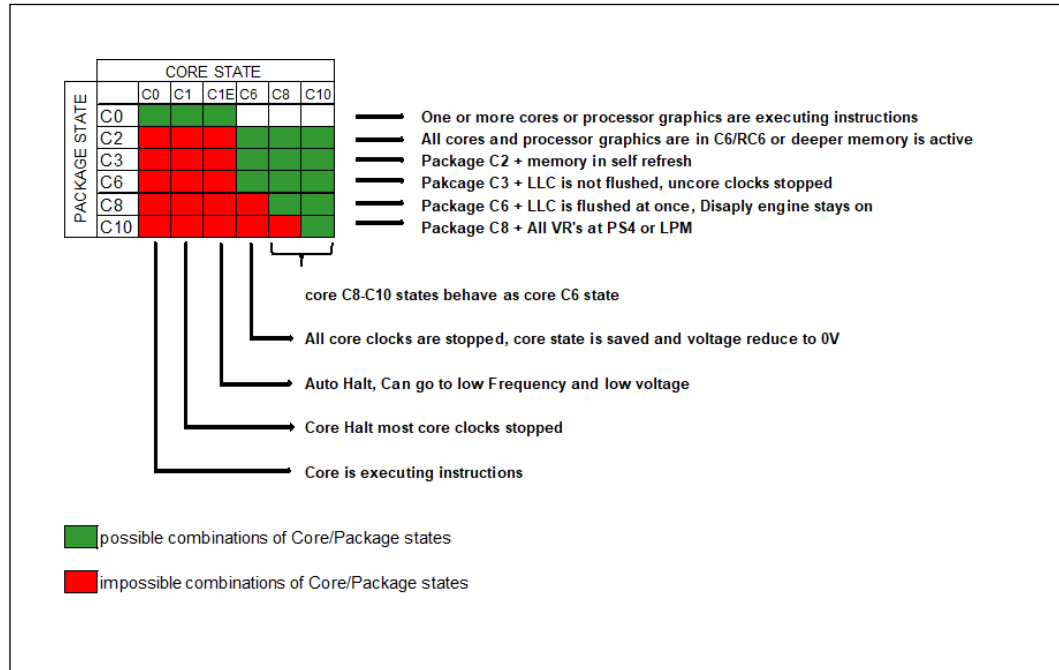 CORE STATE
C0 C1 C1E C6 C8 C10
PACKAGE STATE
C0 One or more cores or processor graphics are executing instructions
C2 All cores and processor graphics are in C6/RC6 or deeper memory is active
C3 Package C2 + memory in self refresh
C6 Pakcage C3 + LLC is not flushed, uncore clocks stopped
C8 Package C6 + LLC is flushed at once, Disaply engine stays on
C10 Package C8 + All VR's at PS4 or LPM
core C8-C10 states behave as core C6 state
All core clocks are stopped, core state is saved and voltage reduce to 0V
Auto Halt, Can go to low Frequency and low voltage
Core Halt most core clocks stopped
Core is executing instructions
possible combinations of Core/Package states
impossible combinations of Core/Package states